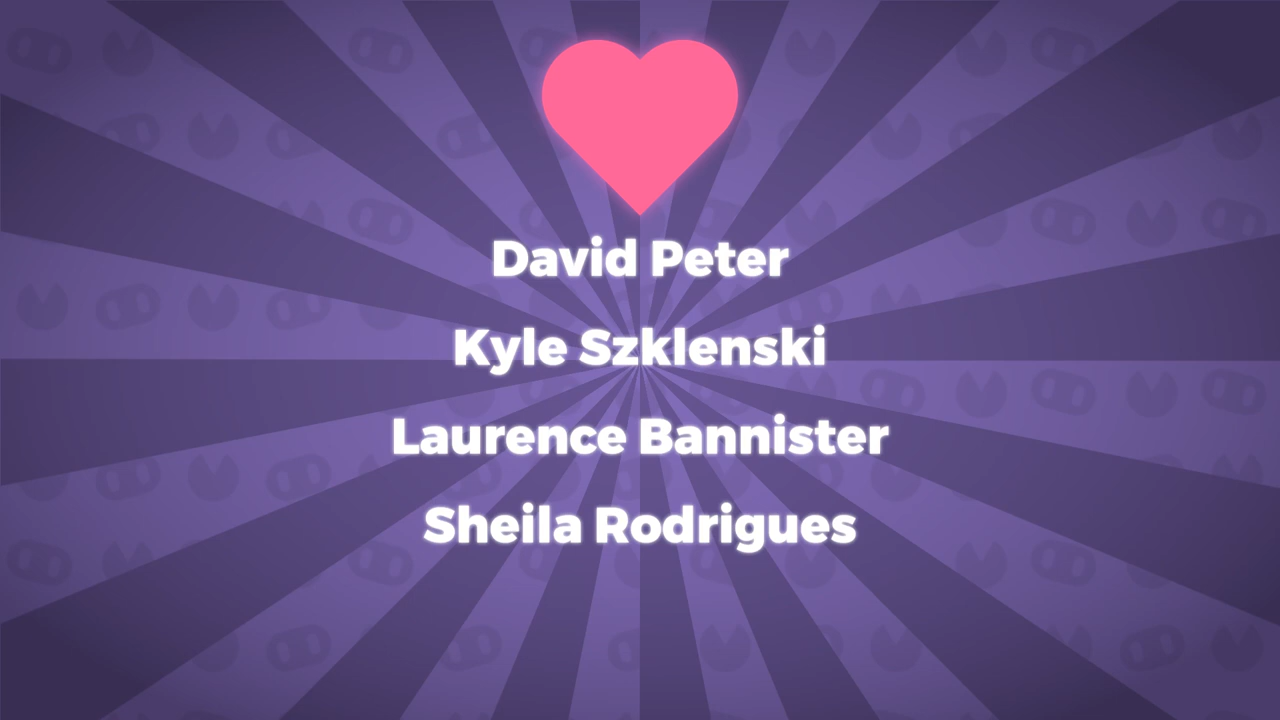 David Peter
Kyle Szklenski
Laurence Bannister
Sheila Rodrigues